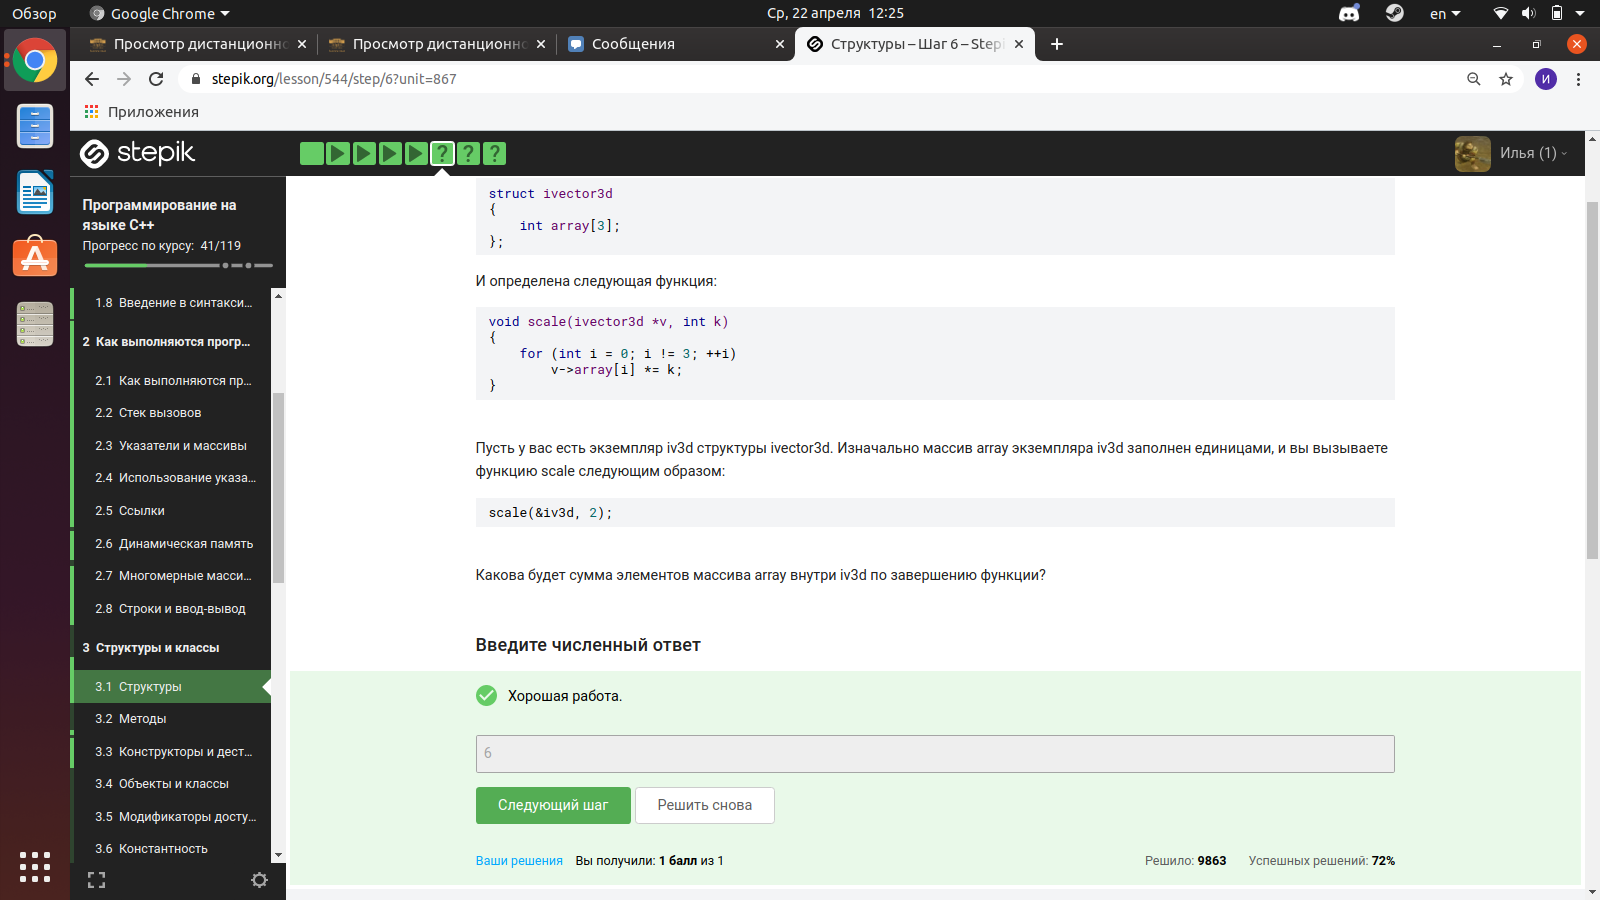 Обзор
Google Chrome
Ср, 22 апреля 12:25
en
Просмотр дистанционно
Просмотр дистанционно
Сообщения
Структуры – Шаг 6 – Step
stepik.org/lesson/544/step/6?unit=867
И
Приложения
stepik
? ? ?
Илья (1)
Программирование на
языке C++
Прогресс по курсу: 41/119
1.8 Введение в синтакси...
2 Как выполняются прогр...
2.1 Как выполняются пр...
2.2 Стек вызовов
2.3 Указатели и массивы
2.4 Использование указа...
2.5 Ссылки
2.6 Динамическая память
2.7 Многомерные масси...
2.8 Строки и ввод-вывод
3 Структуры и классы
3.1 Структуры
3.2 Методы
3.3 Конструкторы и дест...
3.4 Объекты и классы
3.5 Модификаторы досту...
3.6 Константность
struct ivector3d
{
int array[3];
};
И определена следующая функция:
void scale(ivector3d *v, int k)
{
for (int i = 0; i != 3; ++i)
v->array[i] *= k;
}
Пусть у вас есть экземпляр iv3d структуры ivector3d. Изначально массив array экземпляра iv3d заполнен единицами, и вы вызываете
функцию scale следующим образом:
scale(&iv3d, 2);
Какова будет сумма элементов массива array внутри iv3d по завершению функции?
Введите численный ответ
Хорошая работа.
6
Следующий шаг
Решить снова
Ваши решения Вы получили: 1 балл из 1
Решило: 9863 Успешных решений: 72%